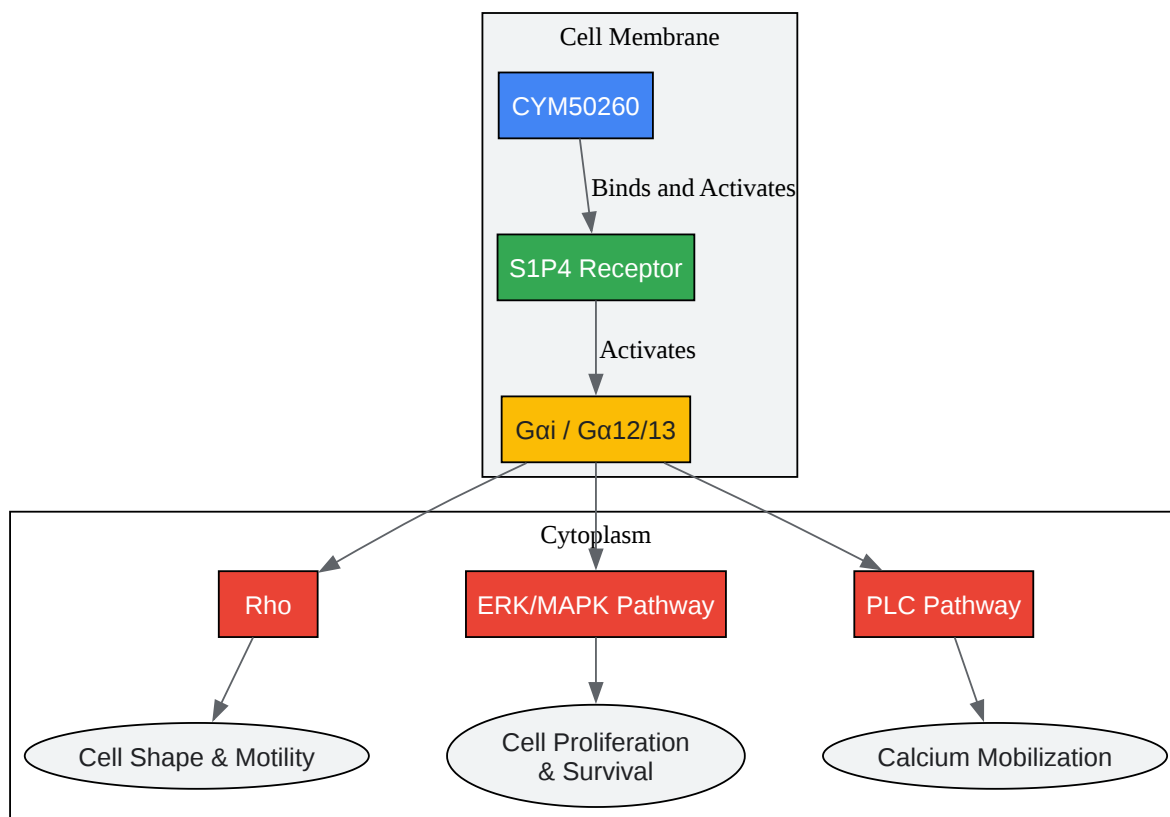 Cell Membrane
CYM50260
Binds and Activates
S1P4 Receptor
Activates
Gαi / Gα12/13
Cytoplasm
Rho
ERK/MAPK Pathway
PLC Pathway
Cell Shape & Motility
Cell Proliferation
& Survival
Calcium Mobilization